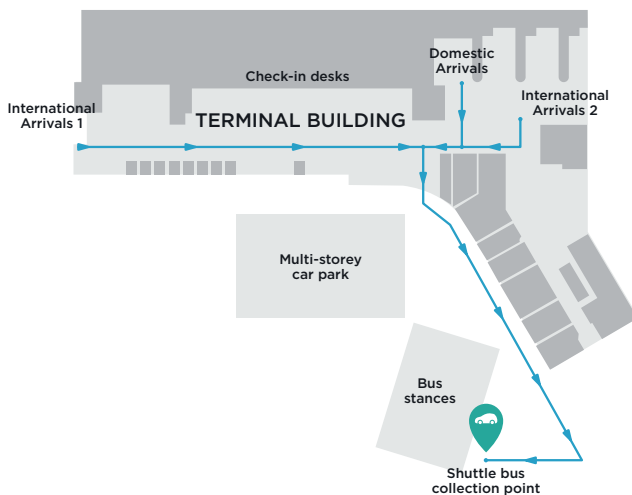 Domestic
Arrivals
Check-in desks
International
Arrivals 1
International
Arrivals 2
TERMINAL BUILDING
Multi-storey
car park
Bus
stances
Shuttle bus
collection point